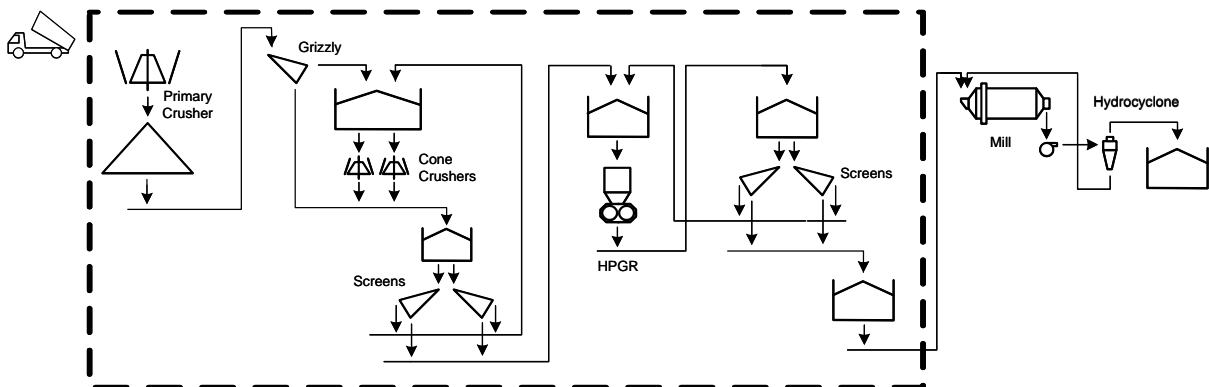 Primary
Crusher
Grizzly
Cone
Crushers
Screens
HPGR
Screens
Mill
Hydrocyclone